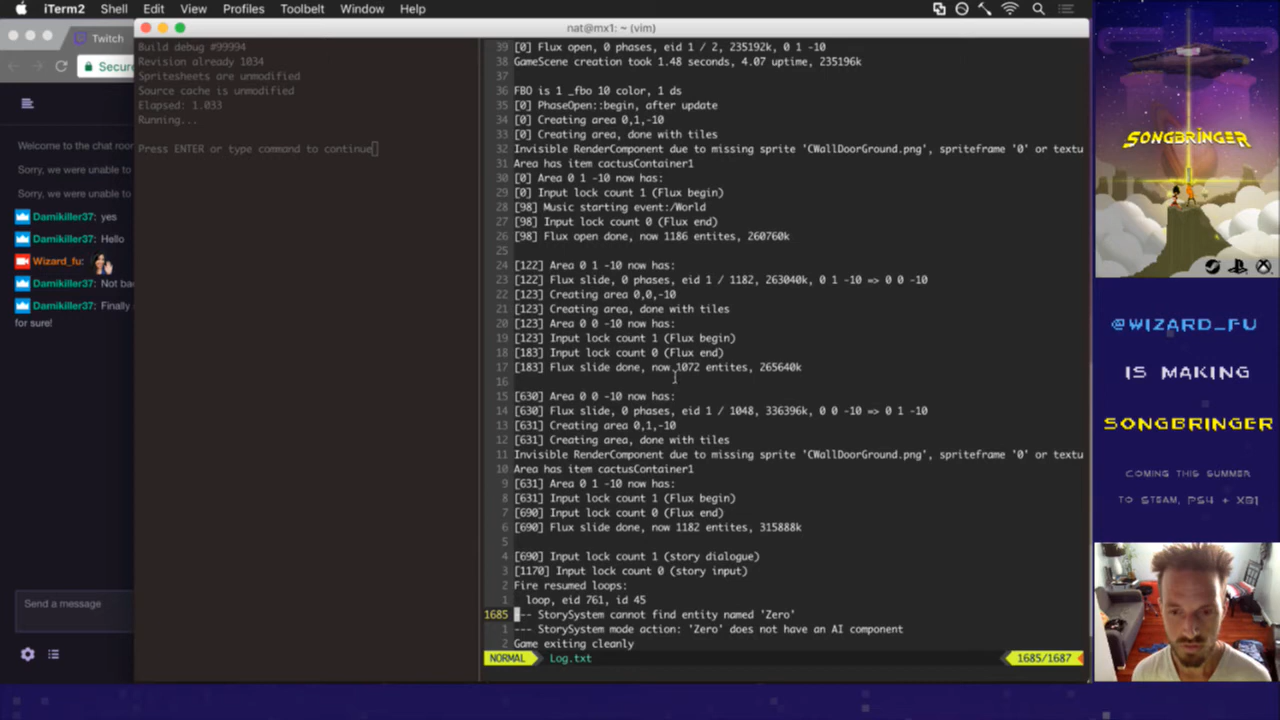 iTerm2 Shell Edit View Profiles Toolbelt Window Help
nat@mx1: ~ (vim)
Twitch
Secure
Welcome to the chat room
Sorry, we were unable to
Sorry, we were unable to
Damikiller37: yes
Damikiller37: Hello
Wizard_fu:
Damikiller37: Not ba
Damikiller37: Finally
for sure!
Send a message
Build debug #99994
Revision already 1034
Spritesheets are unmodified
Source cache is unmodified
Elapsed: 1.033
Running...
Press ENTER or type command to continue
39 [0] Flux open, 0 phases, eid 1 / 2, 235192k, 0 1 -10
38 GameScene creation took 1.48 seconds, 4.07 uptime, 235196k
37
36 FBO is 1 _fbo 10 color, 1 ds
35 [0] PhaseOpen::begin, after update
34 [0] Creating area 0,1,-10
33 [0] Creating area, done with tiles
32 Invisible RenderComponent due to missing sprite 'CWallDoorGround.png', spriteframe '0' or textu
31 Area has item cactusContainer1
30 [0] Area 0 1 -10 now has:
29 [0] Input lock count 1 (Flux begin)
28 [98] Music starting event:/World
27 [98] Input lock count 0 (Flux end)
26 [98] Flux open done, now 1186 entites, 260760k
25
24 [122] Area 0 1 -10 now has:
23 [122] Flux slide, 0 phases, eid 1 / 1182, 263040k, 0 1 -10 => 0 0 -10
22 [123] Creating area 0,0,-10
21 [123] Creating area, done with tiles
20 [123] Area 0 0 -10 now has:
19 [123] Input lock count 1 (Flux begin)
18 [183] Input lock count 0 (Flux end)
17 [183] Flux slide done, now 1072 entites, 265640k
16
15 [630] Area 0 0 -10 now has:
14 [630] Flux slide, 0 phases, eid 1 / 1048, 336396k, 0 0 -10 => 0 1 -10
13 [631] Creating area 0,1,-10
12 [631] Creating area, done with tiles
11 Invisible RenderComponent due to missing sprite 'CWallDoorGround.png', spriteframe '0' or textu
10 Area has item cactusContainer1
9 [631] Area 0 1 -10 now has:
8 [631] Input lock count 1 (Flux begin)
7 [690] Input lock count 0 (Flux end)
6 [690] Flux slide done, now 1182 entites, 315888k
5
4 [690] Input lock count 1 (story dialogue)
3 [1170] Input lock count 0 (story input)
2 Fire resumed loops:
1 loop, eid 761, id 45
1685 -- StorySystem cannot find entity named 'Zero'
1 --- StorySystem mode action: 'Zero' does not have an AI component
2 Game exiting cleanly
NORMAL Log.txt 1685/1687
SONGBRINGER
@WIZARD_FU
IS MAKING
SONGBRINGER
COMING THIS SUMMER
TO STEAM, PS4 + XB1